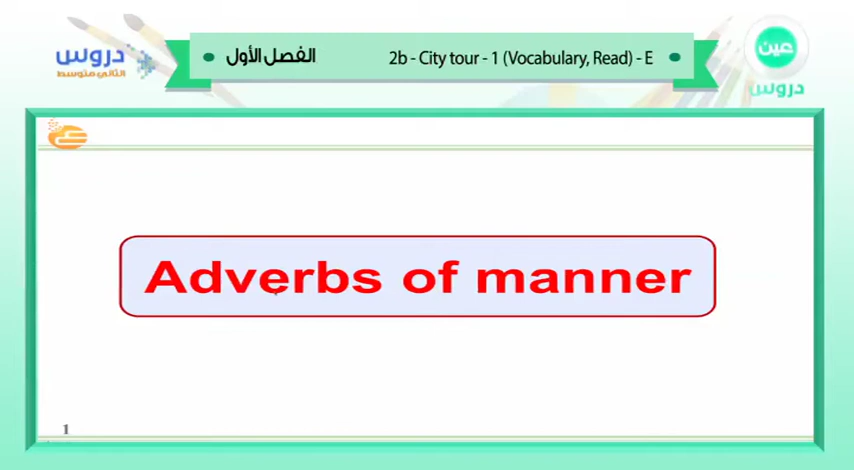 دروس
الثاني متوسط
الفصل الأول
2b - City tour - 1 (Vocabulary, Read) - E
عين
دروس
Adverbs of manner
1